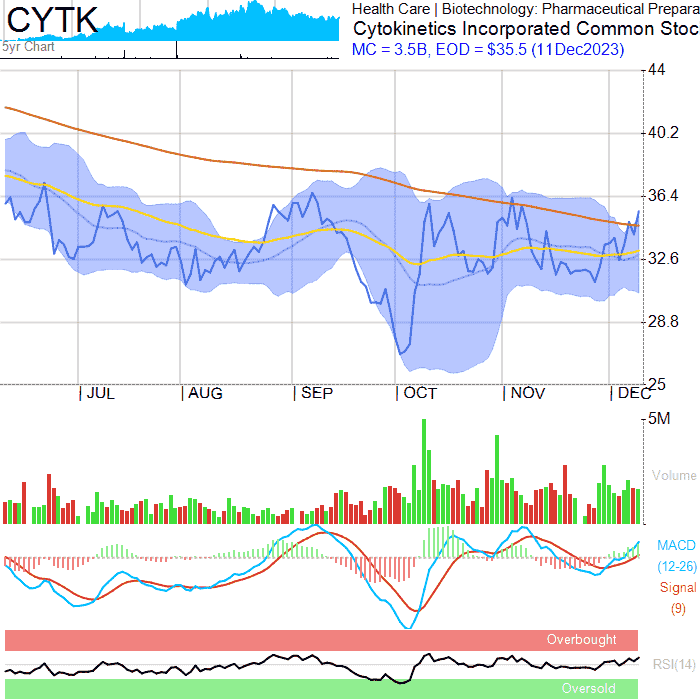 CYTK
5yr Chart
Health Care | Biotechnology: Pharmaceutical Prepara
Cytokinetics Incorporated Common Stoc
MC = 3.5B, EOD = $35.5 (11Dec2023)
44
40.2
36.4
32.6
28.8
25
| JUL | AUG | SEP | OCT | NOV | DEC
5M
Volume
MACD
(12-26)
Signal
(9)
Overbought
RSI(14)
Oversold